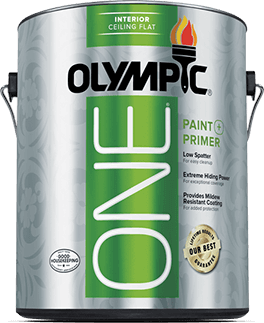 INTERIOR
CEILING FLAT
OLYMPIC®
ONE
PAINT +
PRIMER
Low Spatter
For easy cleanup
Extreme Hiding Power
For exceptional coverage
Provides Mildew
Resistant Coating
For added protection
GOOD
HOUSEKEEPING
OUR BEST
GUARANTEE